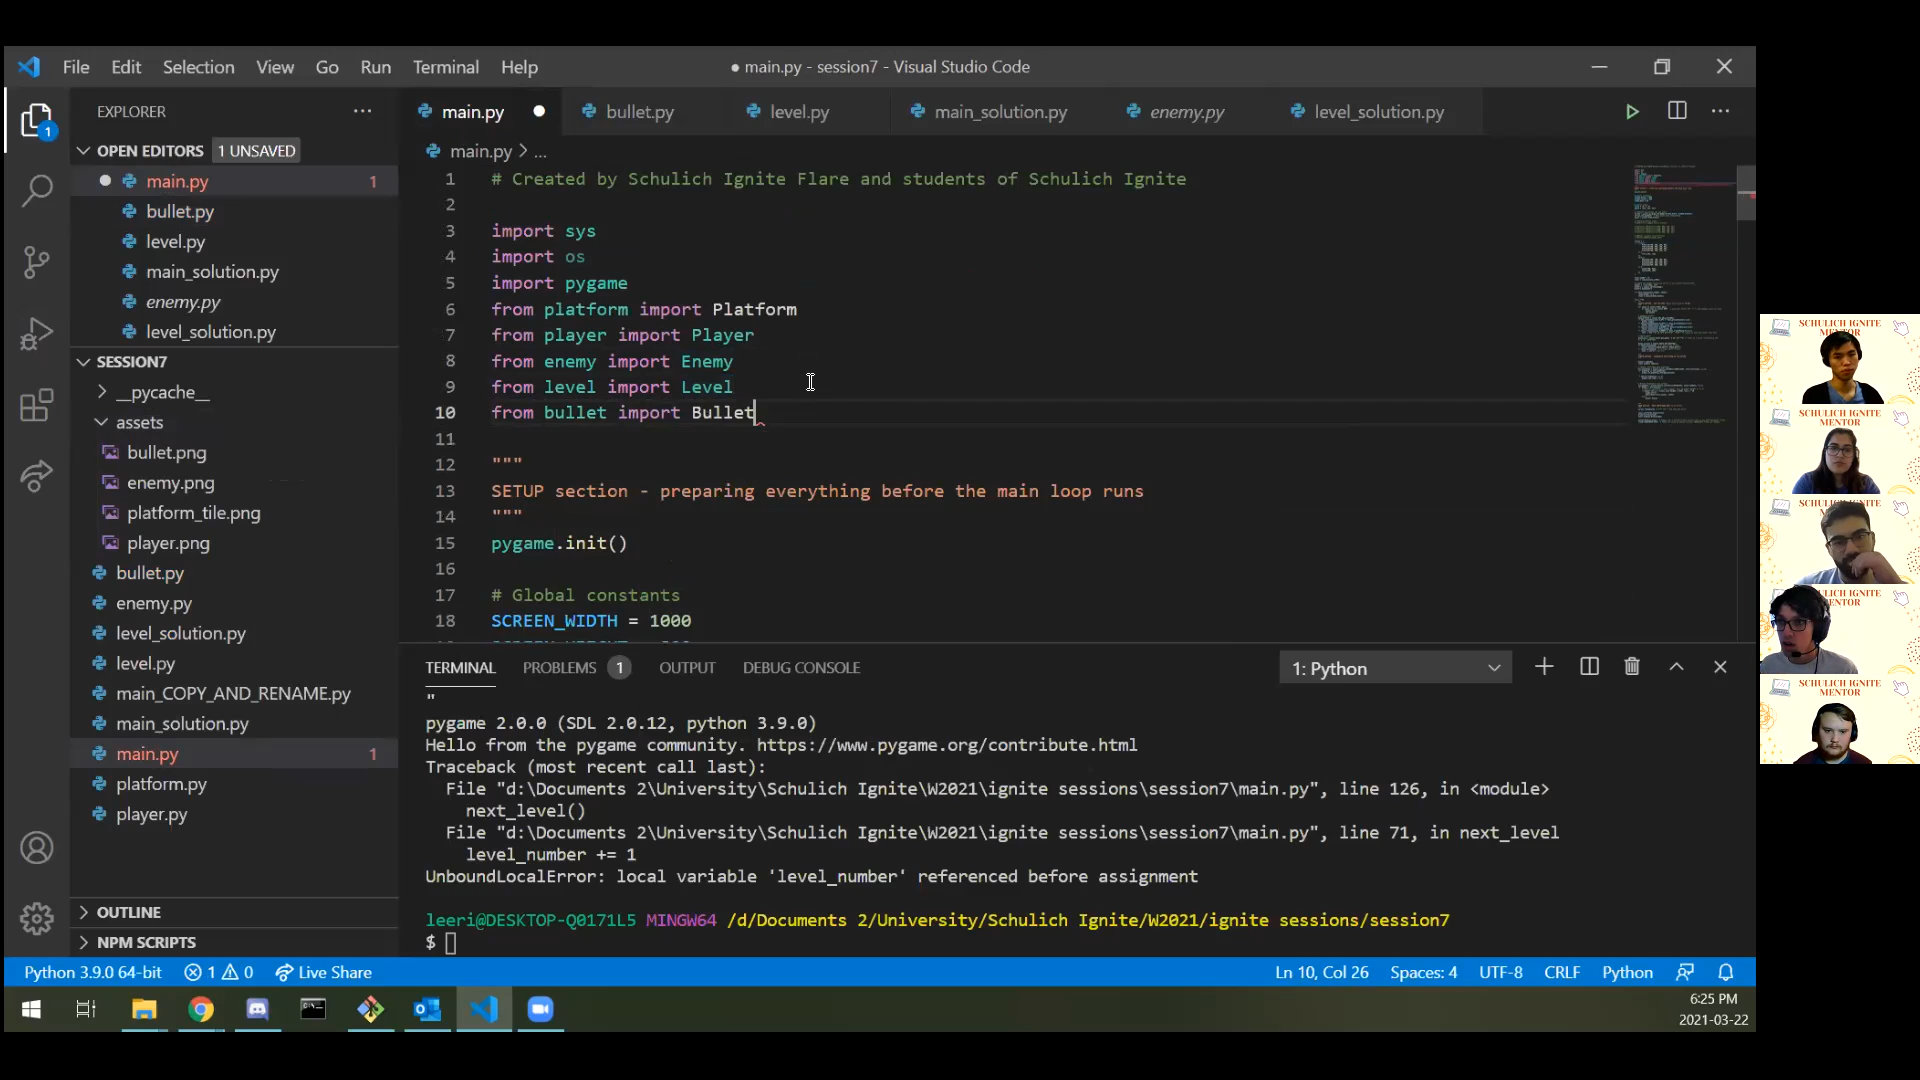 File Edit Selection View Go Run Terminal Help
● main.py - session7 - Visual Studio Code
EXPLORER
main.py
bullet.py
level.py
main_solution.py
enemy.py
level_solution.py
OPEN EDITORS 1 UNSAVED
main.py 1
bullet.py
level.py
main_solution.py
enemy.py
level_solution.py
SESSION7
__pycache__
assets
bullet.png
enemy.png
platform_tile.png
player.png
bullet.py
enemy.py
level_solution.py
level.py
main_COPY_AND_RENAME.py
main_solution.py
main.py 1
platform.py
player.py
OUTLINE
NPM SCRIPTS
1
main.py > ...
1 # Created by Schulich Ignite Flare and students of Schulich Ignite
2
3 import sys
4 import os
5 import pygame
6 from platform import Platform
7 from player import Player
8 from enemy import Enemy
9 from level import Level
10 from bullet import Bullet
11
12 """
13 SETUP section - preparing everything before the main loop runs
14 """
15 pygame.init()
16
17 # Global constants
18 SCREEN_WIDTH = 1000
TERMINAL PROBLEMS 1 OUTPUT DEBUG CONSOLE
1: Python
"
pygame 2.0.0 (SDL 2.0.12, python 3.9.0)
Hello from the pygame community. https://www.pygame.org/contribute.html
Traceback (most recent call last):
File "d:\Documents 2\University\Schulich Ignite\W2021\ignite sessions\session7\main.py", line 126, in <module>
next_level()
File "d:\Documents 2\University\Schulich Ignite\W2021\ignite sessions\session7\main.py", line 71, in next_level
level_number += 1
UnboundLocalError: local variable 'level_number' referenced before assignment
leeri@DESKTOP-Q0171L5 MINGW64 /d/Documents 2/University/Schulich Ignite/W2021/ignite sessions/session7
$
Python 3.9.0 64-bit 1 0 Live Share
Ln 10, Col 26 Spaces: 4 UTF-8 CRLF Python
6:25 PM
2021-03-22
SCHULICH IGNITE
MENTOR
SCHULICH IGNITE
MENTOR
SCHULICH IGNITE
SCHULICH IGNITE
MENTOR
SCHULICH IGNITE
MENTOR